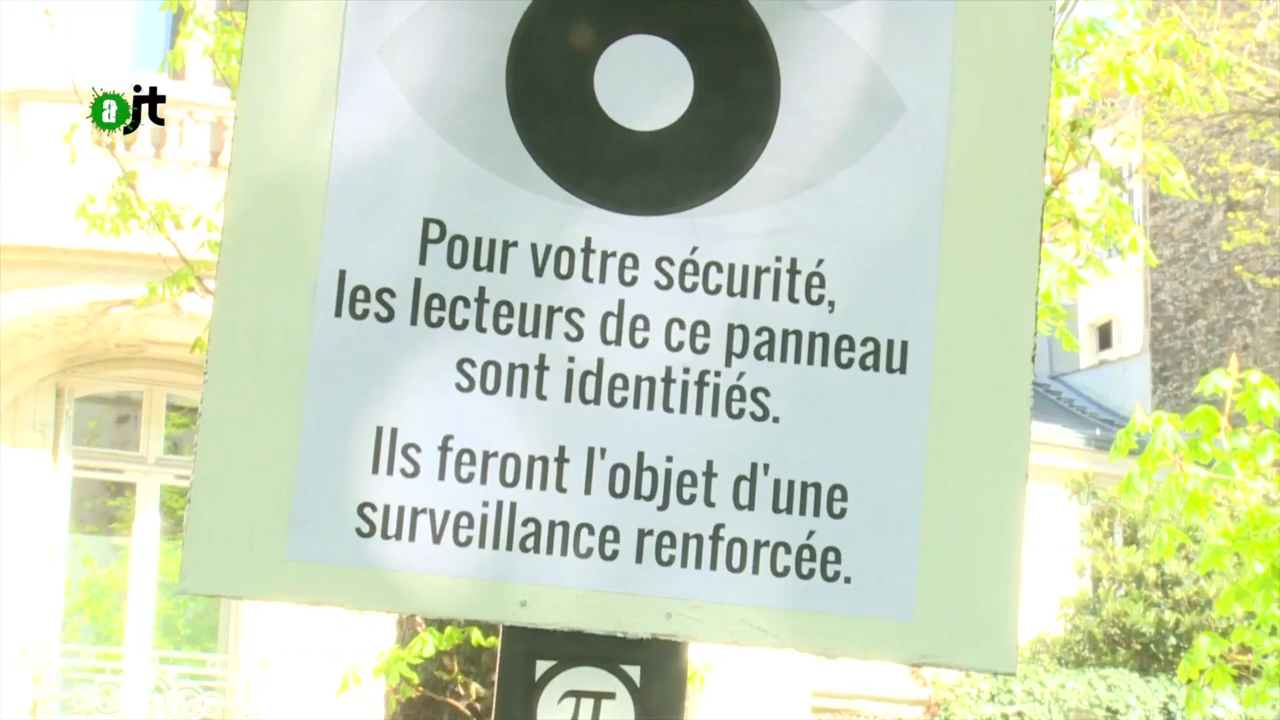 ajt
Pour votre sécurité,
les lecteurs de ce panneau
sont identifiés.
Ils feront l'objet d'une
surveillance renforcée.
π